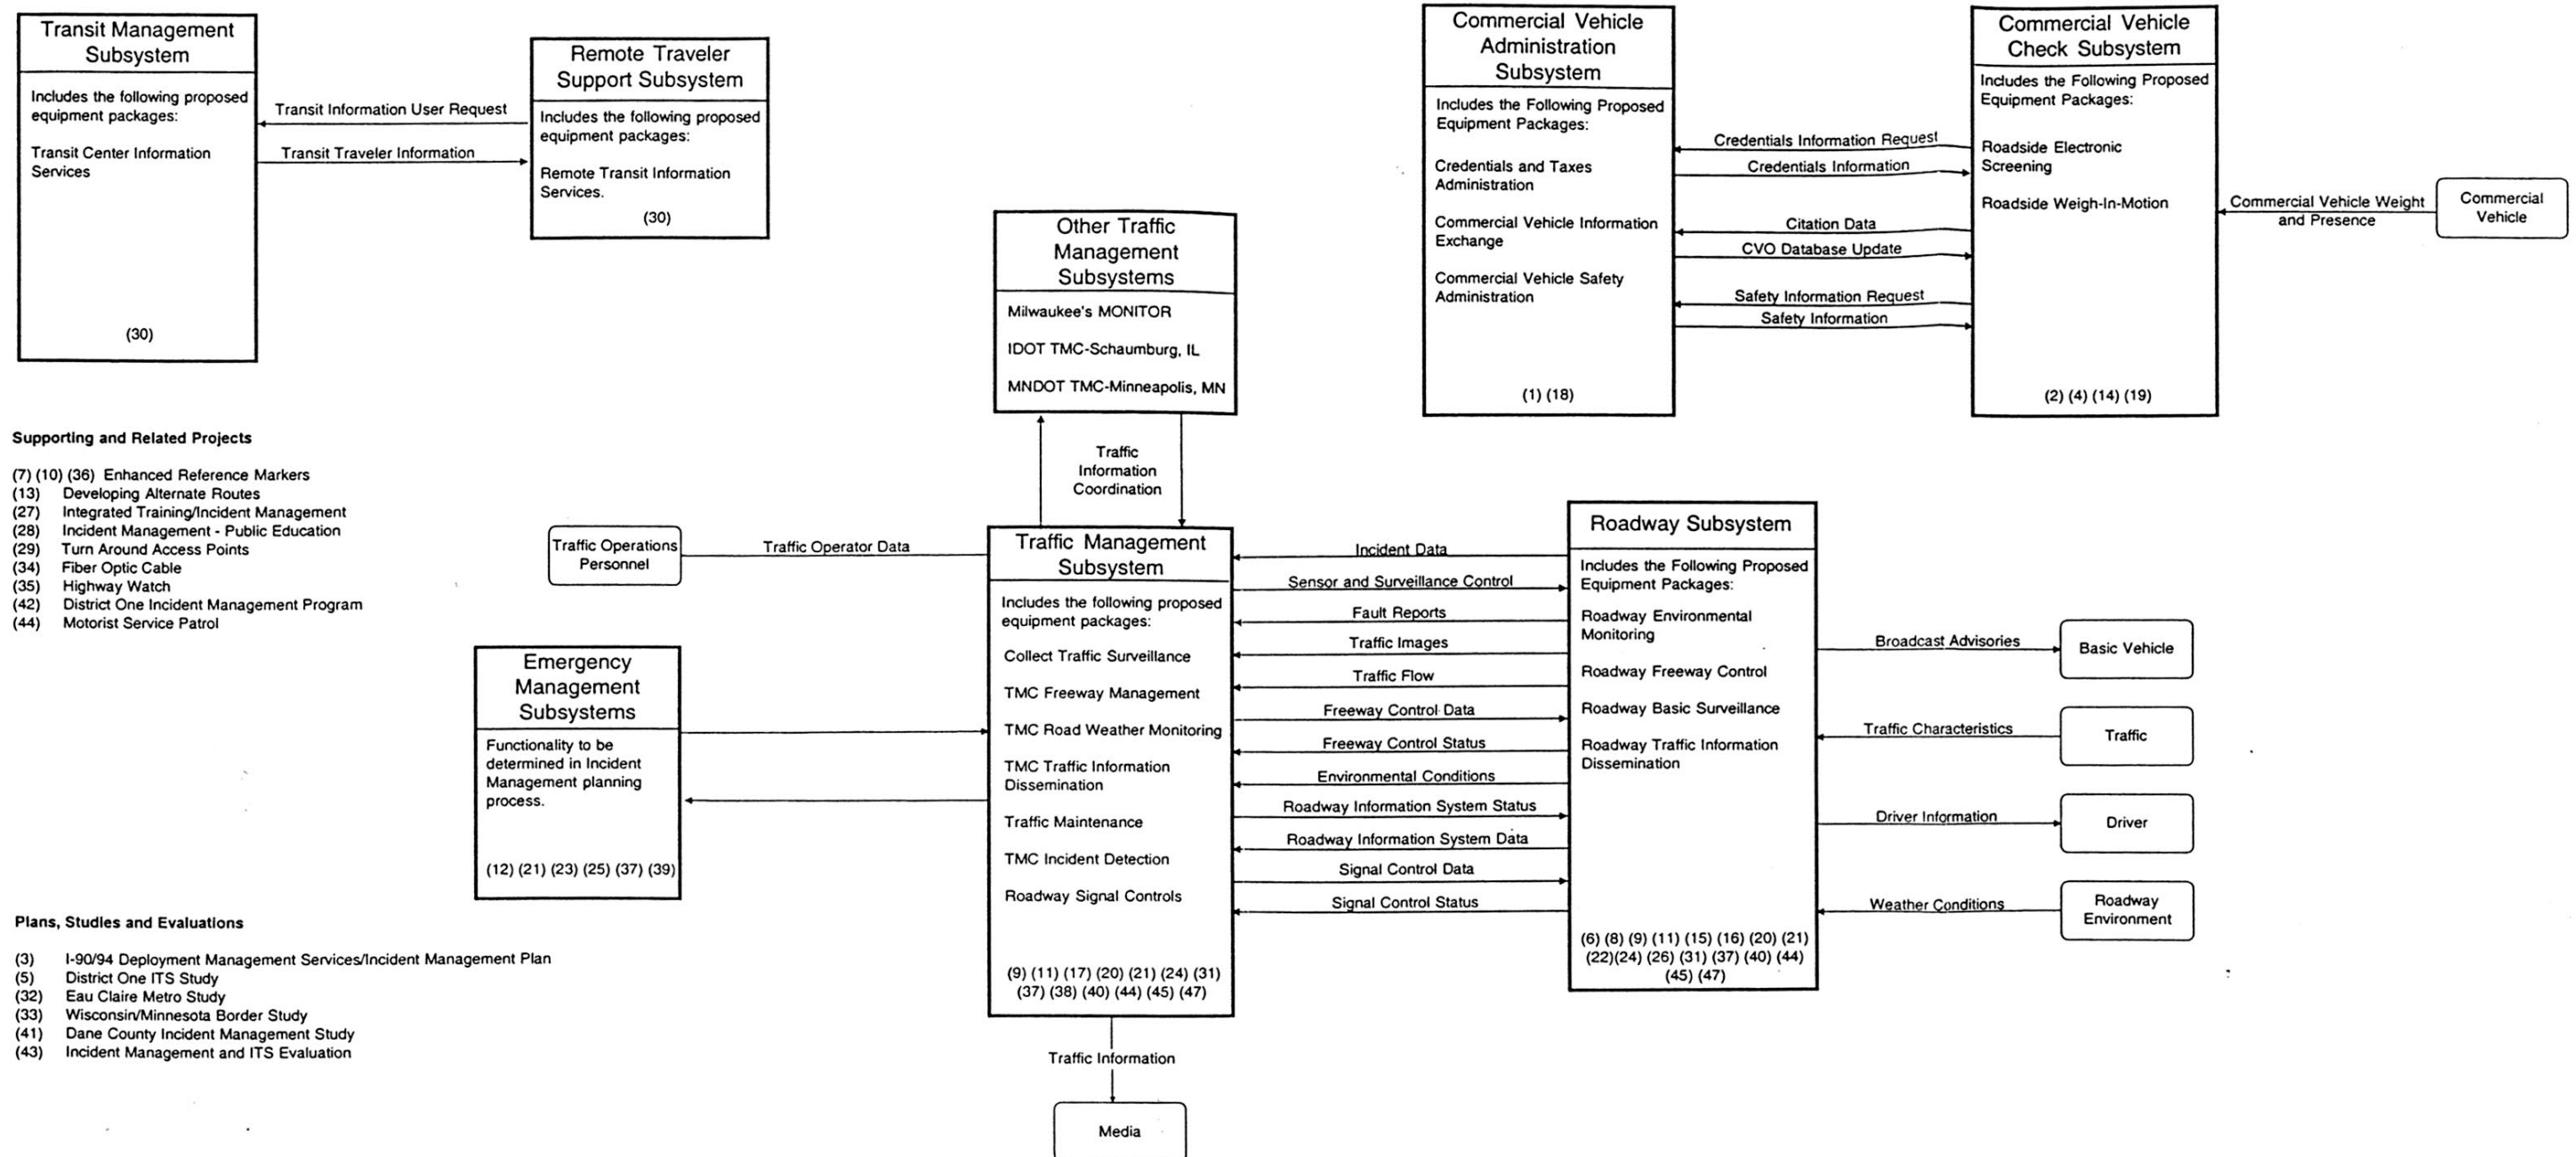 Transit Management
Subsystem
Includes the following proposed
equipment packages:
Transit Center Information
Services
(30)
Transit Information User Request
Transit Traveler Information
Remote Traveler
Support Subsystem
Includes the following proposed
equipment packages:
Remote Transit Information
Services.
(30)
Other Traffic
Management
Subsystems
Milwaukee's MONITOR
IDOT TMC-Schaumburg, IL
MNDOT TMC-Minneapolis, MN
Traffic
Information
Coordination
Commercial Vehicle
Administration
Subsystem
Includes the Following Proposed
Equipment Packages:
Credentials and Taxes
Administration
Commercial Vehicle Information
Exchange
Commercial Vehicle Safety
Administration
(1) (18)
Credentials Information Request
Credentials Information
Citation Data
CVO Database Update
Safety Information Request
Safety Information
Commercial Vehicle
Check Subsystem
Includes the Following Proposed
Equipment Packages:
Roadside Electronic
Screening
Roadside Weigh-In-Motion
(2) (4) (14) (19)
Commercial Vehicle Weight
and Presence
Commercial
Vehicle
Supporting and Related Projects
(7) (10) (36) Enhanced Reference Markers
(13) Developing Alternate Routes
(27) Integrated Training/Incident Management
(28) Incident Management - Public Education
(29) Turn Around Access Points
(34) Fiber Optic Cable
(35) Highway Watch
(42) District One Incident Management Program
(44) Motorist Service Patrol
Traffic Operations
Personnel
Traffic Operator Data
Emergency
Management
Subsystems
Functionality to be
determined in Incident
Management planning
process.
(12) (21) (23) (25) (37) (39)
Traffic Management
Subsystem
Includes the following proposed
equipment packages:
Collect Traffic Surveillance
TMC Freeway Management
TMC Road Weather Monitoring
TMC Traffic Information
Dissemination
Traffic Maintenance
TMC Incident Detection
Roadway Signal Controls
(9) (11) (17) (20) (21) (24) (31)
(37) (38) (40) (44) (45) (47)
Incident Data
Sensor and Surveillance Control
Fault Reports
Traffic Images
Traffic Flow
Freeway Control Data
Freeway Control Status
Environmental Conditions
Roadway Information System Status
Roadway Information System Data
Signal Control Data
Signal Control Status
Roadway Subsystem
Includes the Following Proposed
Equipment Packages:
Roadway Environmental
Monitoring
Roadway Freeway Control
Roadway Basic Surveillance
Roadway Traffic Information
Dissemination
(6) (8) (9) (11) (15) (16) (20) (21)
(22)(24) (26) (31) (37) (40) (44)
(45) (47)
Broadcast Advisories
Basic Vehicle
Traffic Characteristics
Traffic
Driver Information
Driver
Weather Conditions
Roadway
Environment
Plans, Studies and Evaluations
(3) I-90/94 Deployment Management Services/Incident Management Plan
(5) District One ITS Study
(32) Eau Claire Metro Study
(33) Wisconsin/Minnesota Border Study
(41) Dane County Incident Management Study
(43) Incident Management and ITS Evaluation
Traffic Information
Media